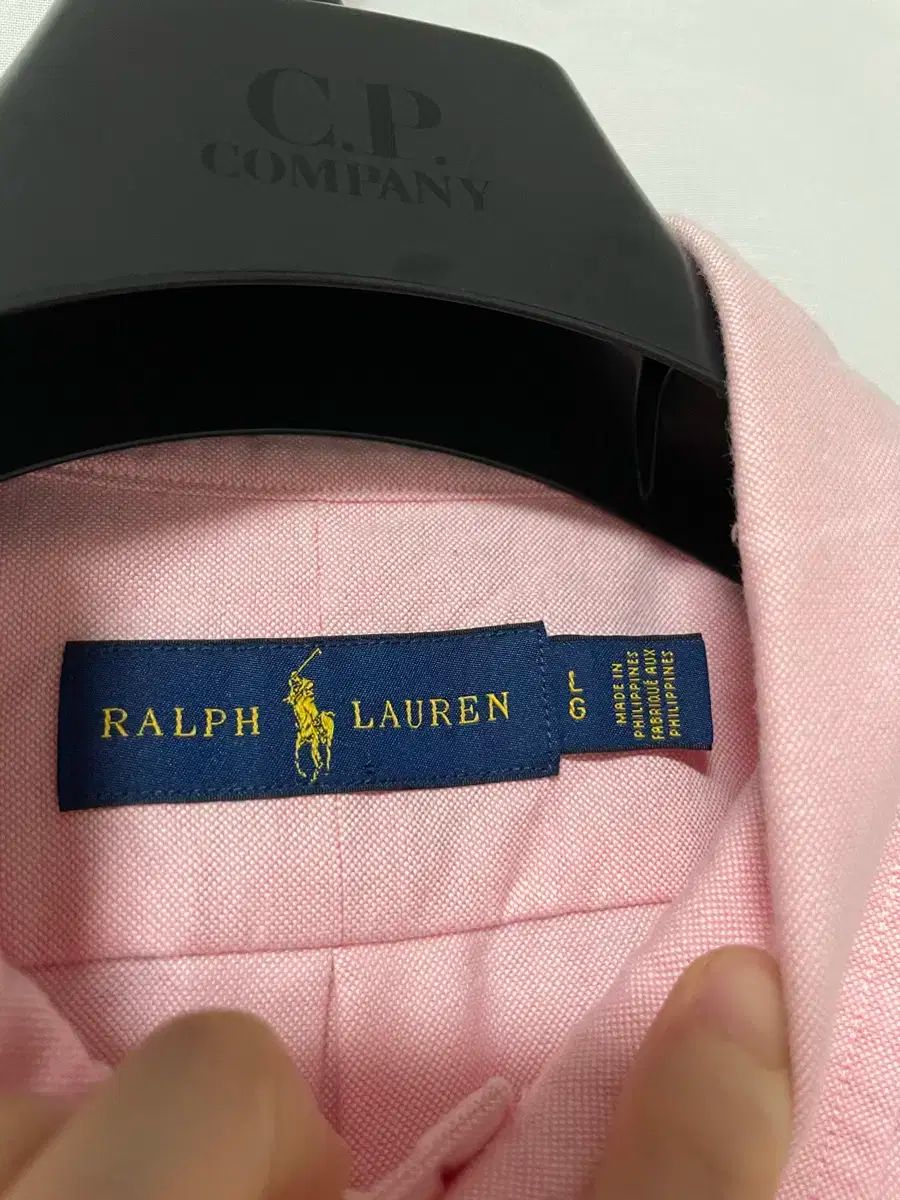 C.P.
COMPANY
RALPH LAUREN
L
G
MADE IN
PHILIPPINES
FABRIQUÉ AUX
PHILIPPINES